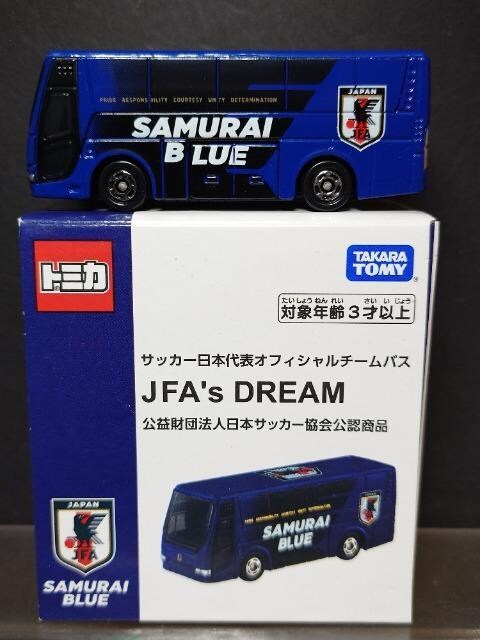 PRIDE RESPONSIBILITY COURTESY UNITY DETERMINATION
SAMURAI
BLUE
JAPAN
JFA
トミカ
TAKARA
TOMY
たいしょうねんれい さいいじょう
対象年齢3才以上
サッカー日本代表オフィシャルチームバス
JFA's DREAM
公益財団法人日本サッカー協会公認商品
SAMURAI
BLUE
JAPAN
JFA
SAMURAI
BLUE